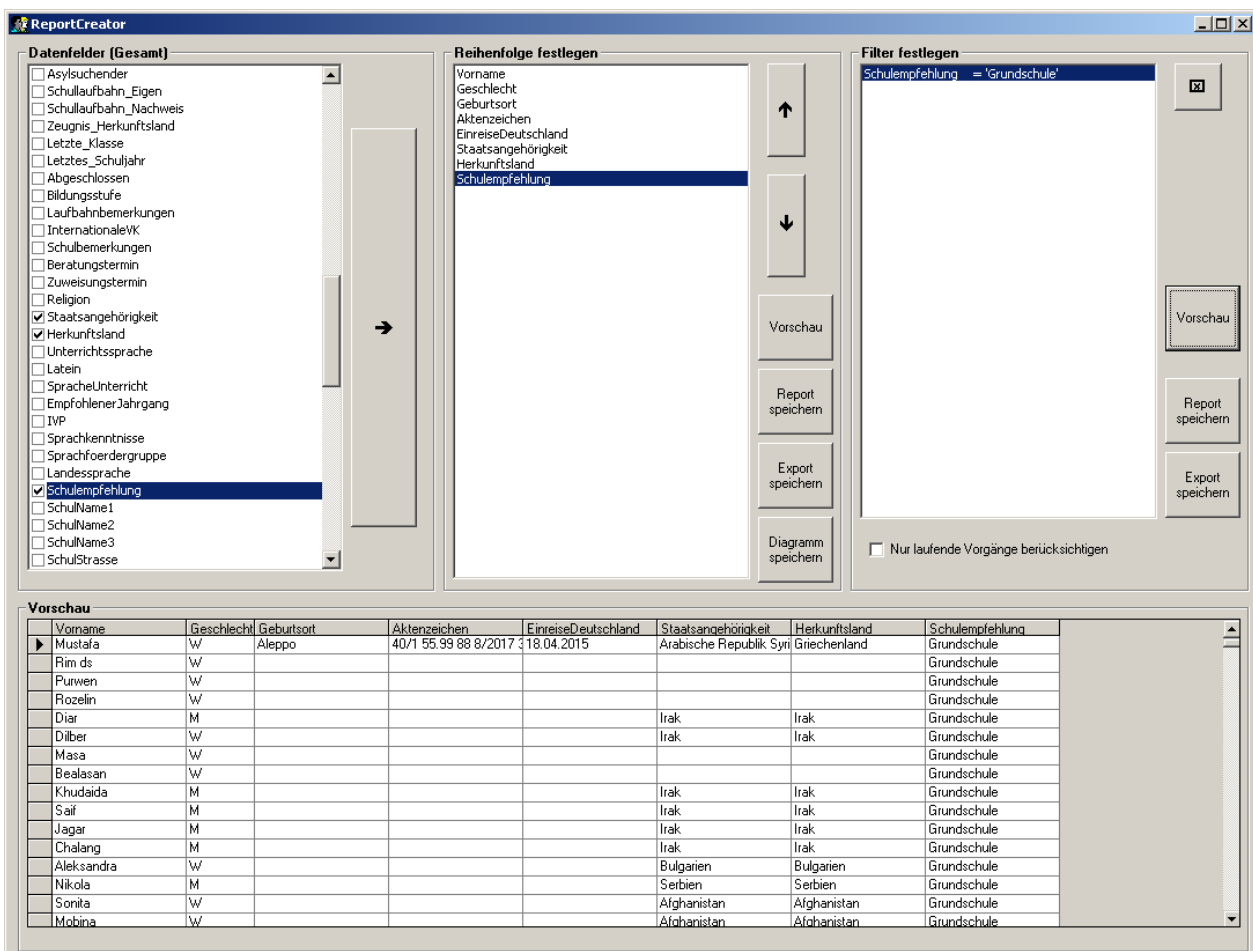 ReportCreator
Datenfelder (Gesamt)
Asylsuchender
Schullaufbahn_Eigen
Schullaufbahn_Nachweis
Zeugnis_Herkunftsland
Letzte_Klasse
Letztes_Schuljahr
Abgeschlossen
Bildungsstufe
Laufbahnbemerkungen
InternationaleVK
Schulbemerkungen
Beratungstermin
Zuweisungstermin
Religion
Staatsangehörigkeit
Herkunftsland
Unterrichtssprache
Latein
SpracheUnterricht
EmpfohlenerJahrgang
IVP
Sprachkenntnisse
Sprachfoerdergruppe
Landessprache
Schulempfehlung
SchulName1
SchulName2
SchulName3
SchulStrasse
Reihenfolge festlegen
Vorname
Geschlecht
Geburtsort
Aktenzeichen
EinreiseDeutschland
Staatsangehörigkeit
Herkunftsland
Schulempfehlung
Vorschau
Report
speichern
Export
speichern
Diagramm
speichern
Filter festlegen
Schulempfehlung = 'Grundschule'
Vorschau
Report
speichern
Export
speichern
Nur laufende Vorgänge berücksichtigen
Vorschau
Vorname Geschlecht Geburtsort Aktenzeichen EinreiseDeutschland Staatsangehörigkeit Herkunftsland Schulempfehlung
Mustafa W Aleppo 40/1 55.99 88 8/2017 18.04.2015 Arabische Republik Syri Griechenland Grundschule
Rim ds W Grundschule
Purwen W Grundschule
Rozelin W Grundschule
Diar M Irak Irak Grundschule
Dilber W Irak Irak Grundschule
Masa W Grundschule
Bealasan W Grundschule
Khudaida M Irak Irak Grundschule
Saif M Irak Irak Grundschule
Jagar M Irak Irak Grundschule
Chalang M Irak Irak Grundschule
Aleksandra W Bulgarien Bulgarien Grundschule
Nikola M Serbien Serbien Grundschule
Sonita W Afghanistan Afghanistan Grundschule
Mobina W Afghanistan Afghanistan Grundschule